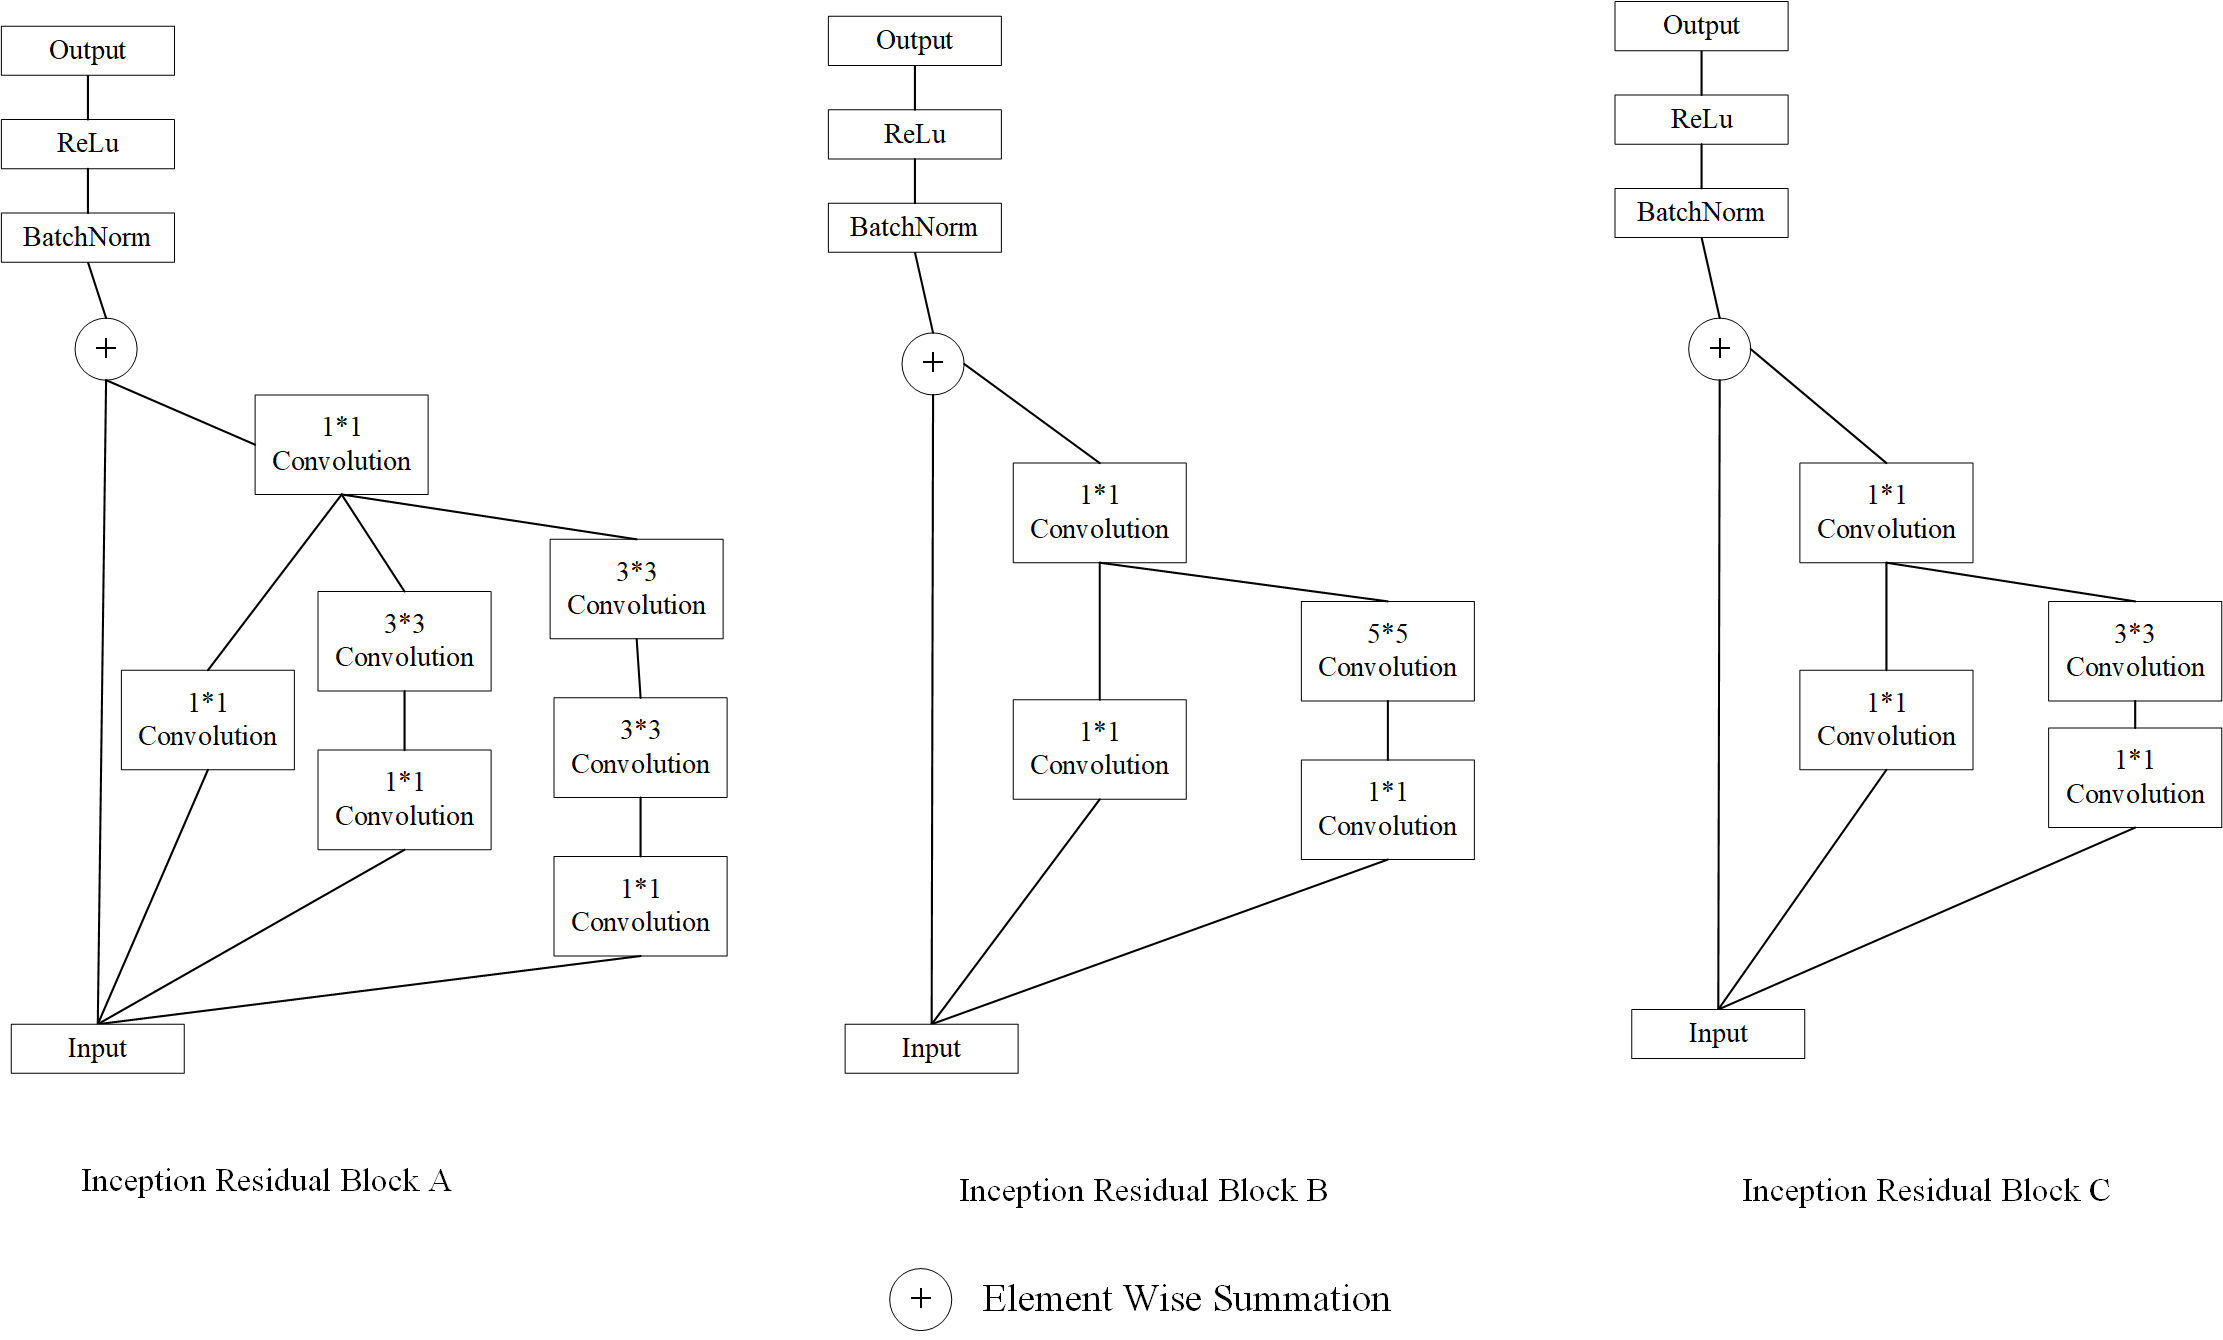 Output
ReLu
BatchNorm
+
1*1
Convolution
3*3
Convolution
3*3
Convolution
1*1
Convolution
3*3
Convolution
1*1
Convolution
1*1
Convolution
Input
Inception Residual Block A
Output
ReLu
BatchNorm
+
1*1
Convolution
5*5
Convolution
1*1
Convolution
1*1
Convolution
Input
Inception Residual Block B
Output
ReLu
BatchNorm
+
1*1
Convolution
3*3
Convolution
1*1
Convolution
1*1
Convolution
Input
Inception Residual Block C
+ Element Wise Summation